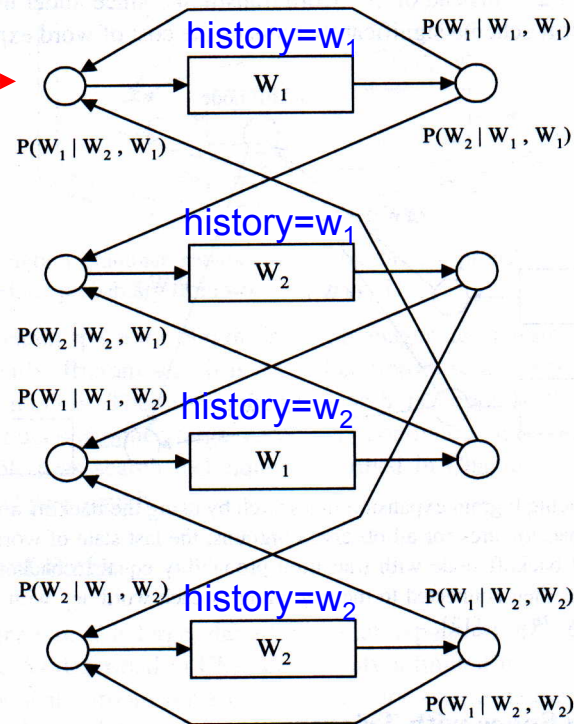 P(W₁ | W₁ , W₁)
history=w₁
W₁
P(W₁ | W₂ , W₁)
P(W₂ | W₁ , W₁)
history=w₁
W₂
P(W₂ | W₂ , W₁)
P(W₁ | W₁ , W₂)
history=w₂
W₁
P(W₂ | W₁ , W₂)
history=w₂
P(W₁ | W₂ , W₂)
W₂
P(W₁ | W₂ , W₂)